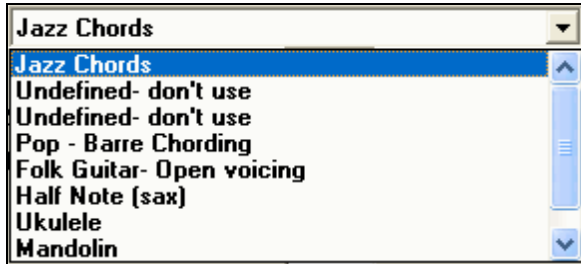 Jazz Chords
Jazz Chords
Undefined- don't use
Undefined- don't use
Pop - Barre Chording
Folk Guitar- Open voicing
Half Note (sax)
Ukulele
Mandolin